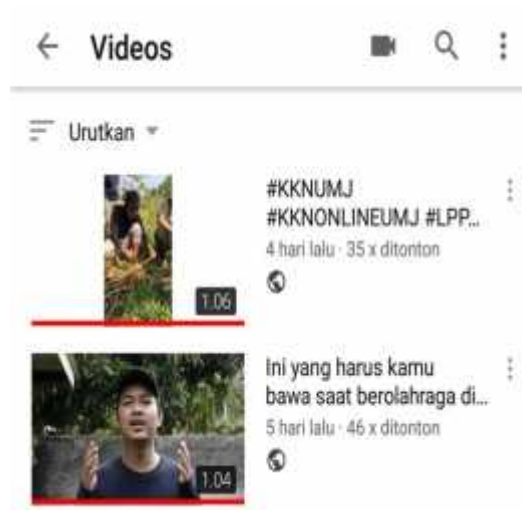 Videos
Urutkan
#KKNUMJ
#KKNONLINEUMJ #LPP...
4 hari lalu · 35 x ditonton
1.06
Ini yang harus kamu
bawa saat berolahraga di...
5 hari lalu · 46 x ditonton
1.04